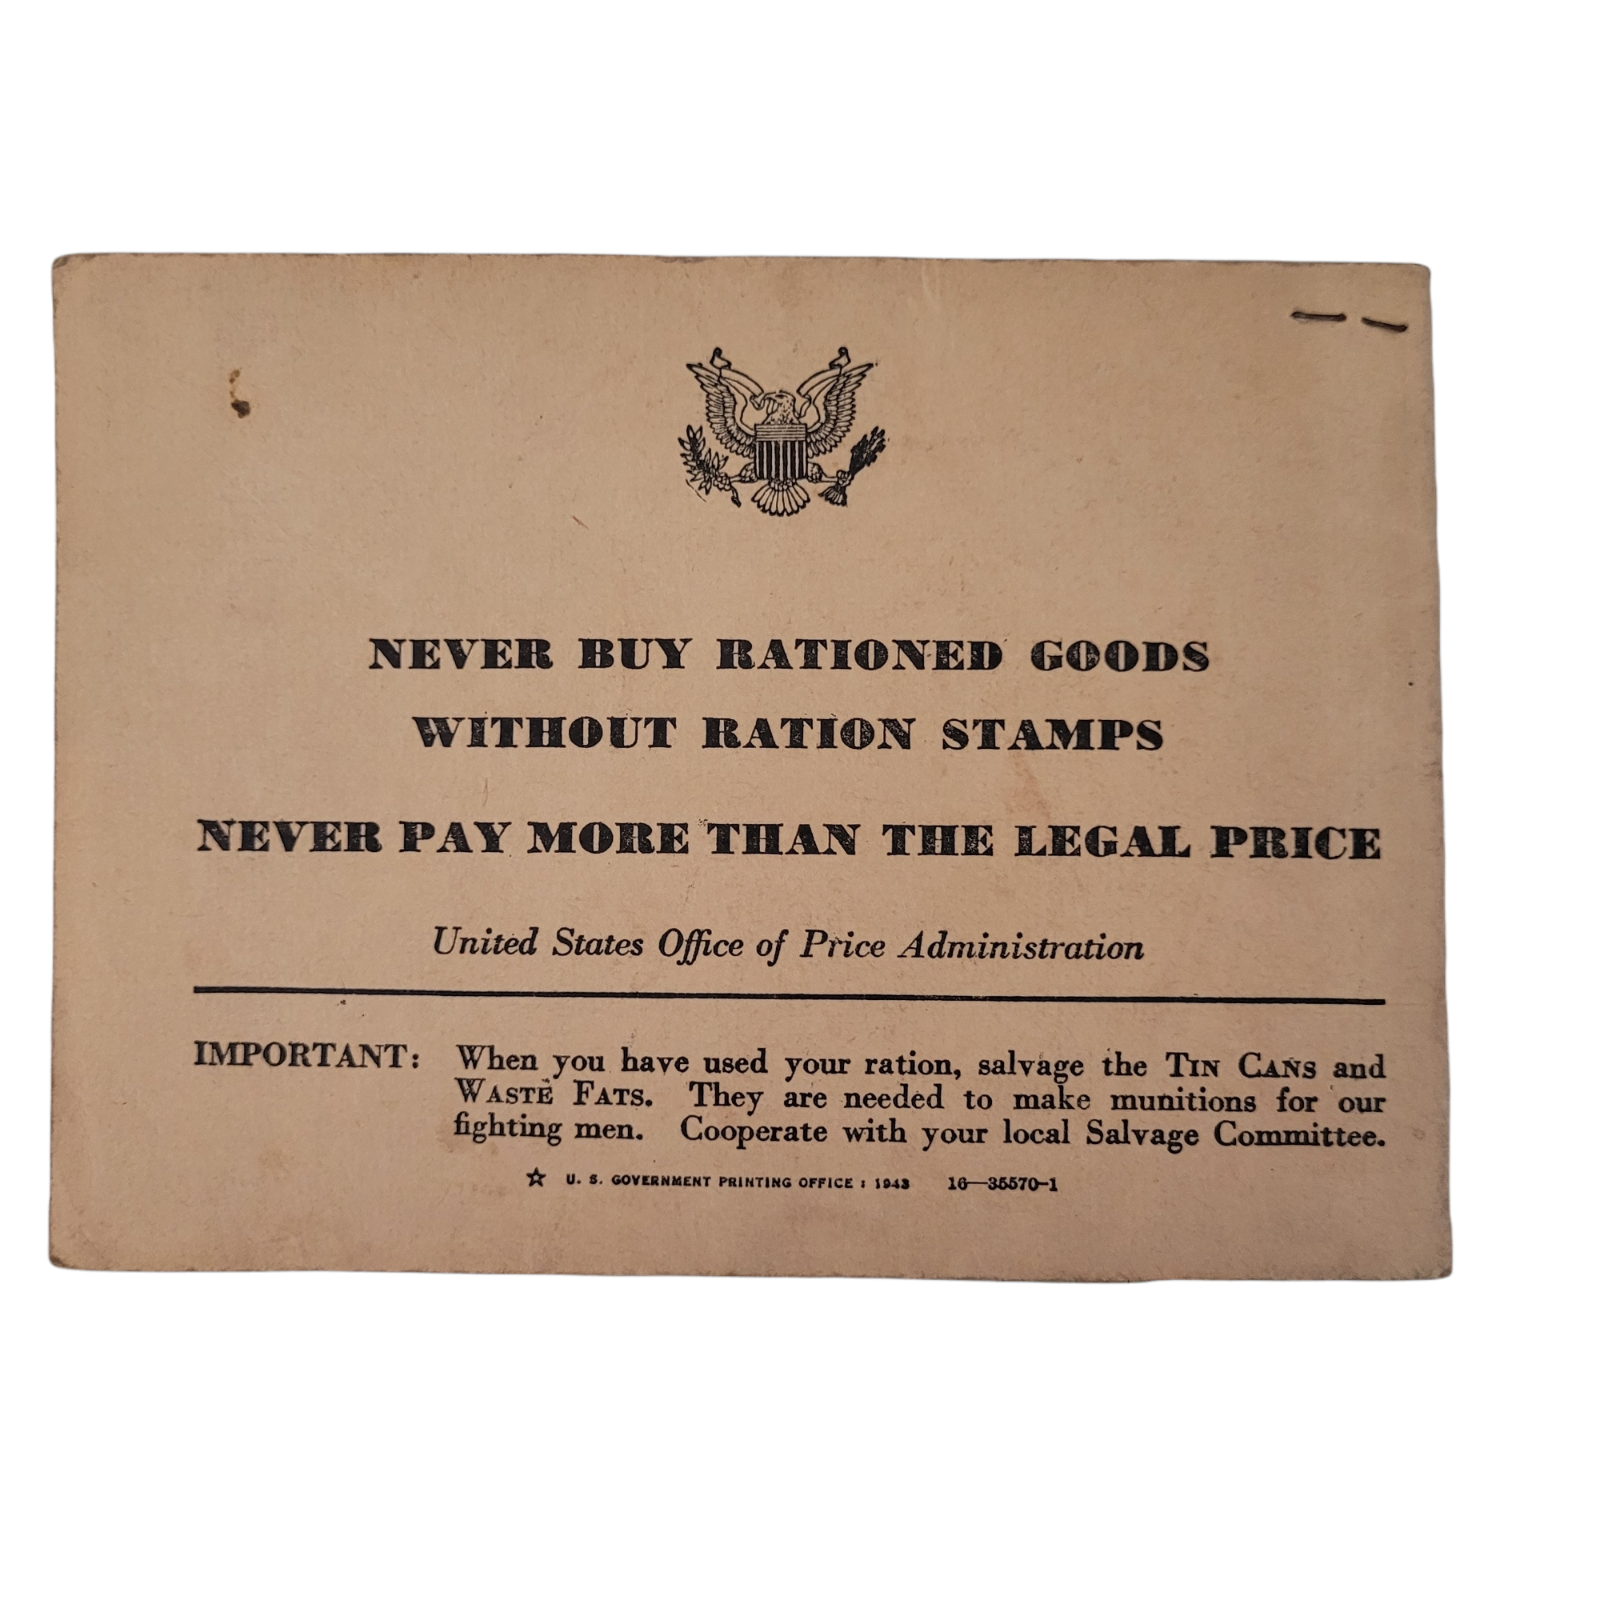 NEVER BUY RATIONED GOODS
WITHOUT RATION STAMPS
NEVER PAY MORE THAN THE LEGAL PRICE
United States Office of Price Administration
IMPORTANT: When you have used your ration, salvage the TIN CANS and
WASTE FATS. They are needed to make munitions for our
fighting men. Cooperate with your local Salvage Committee.
☆ U. S. GOVERNMENT PRINTING OFFICE : 1943 16—35570-1